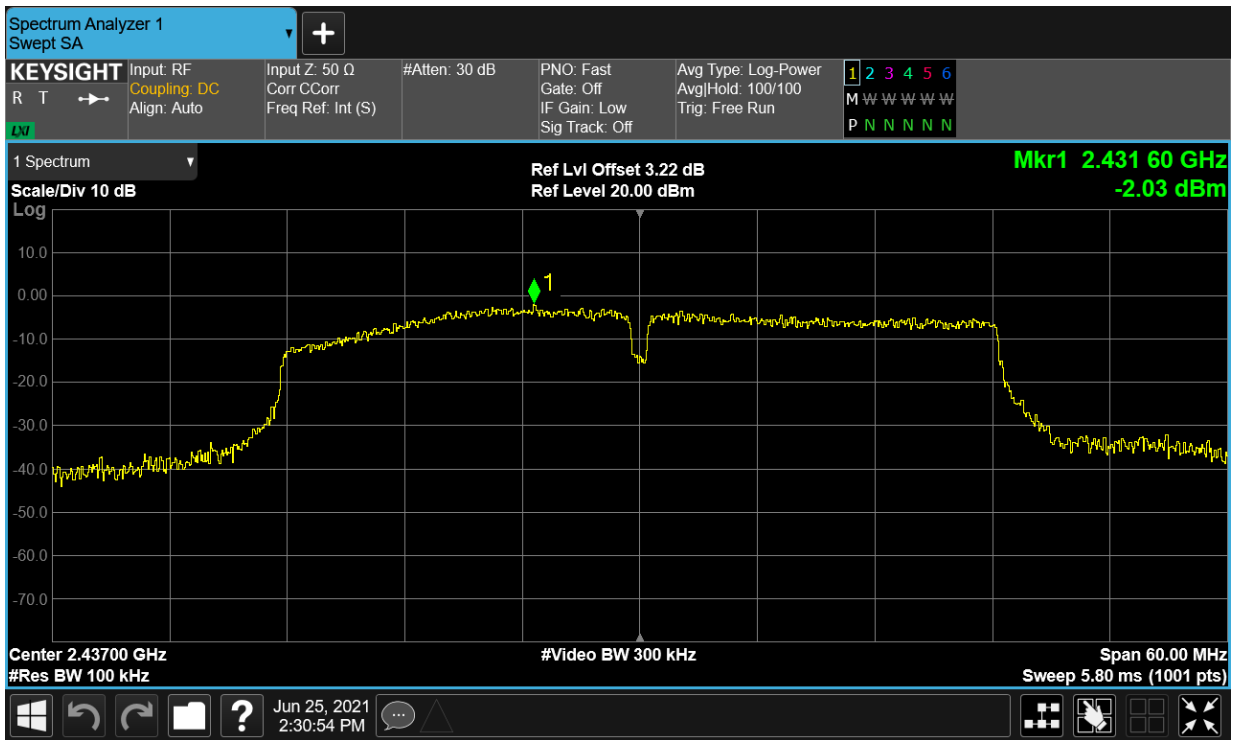 Spectrum Analyzer 1
Swept SA
+
KEYSIGHT
R T
LXI
Input: RF
Coupling: DC
Align: Auto
Input Z: 50 Ω
Corr CCorr
Freq Ref: Int (S)
#Atten: 30 dB
PNO: Fast
Gate: Off
IF Gain: Low
Sig Track: Off
Avg Type: Log-Power
Avg|Hold: 100/100
Trig: Free Run
1 2 3 4 5 6
M W W W W W
P N N N N N
1 Spectrum
Scale/Div 10 dB
Log
Ref Lvl Offset 3.22 dB
Ref Level 20.00 dBm
Mkr1 2.431 60 GHz
-2.03 dBm
1
10.0
0.00
-10.0
-20.0
-30.0
-40.0
-50.0
-60.0
-70.0
Center 2.43700 GHz
#Res BW 100 kHz
#Video BW 300 kHz
Span 60.00 MHz
Sweep 5.80 ms (1001 pts)
?
Jun 25, 2021
2:30:54 PM